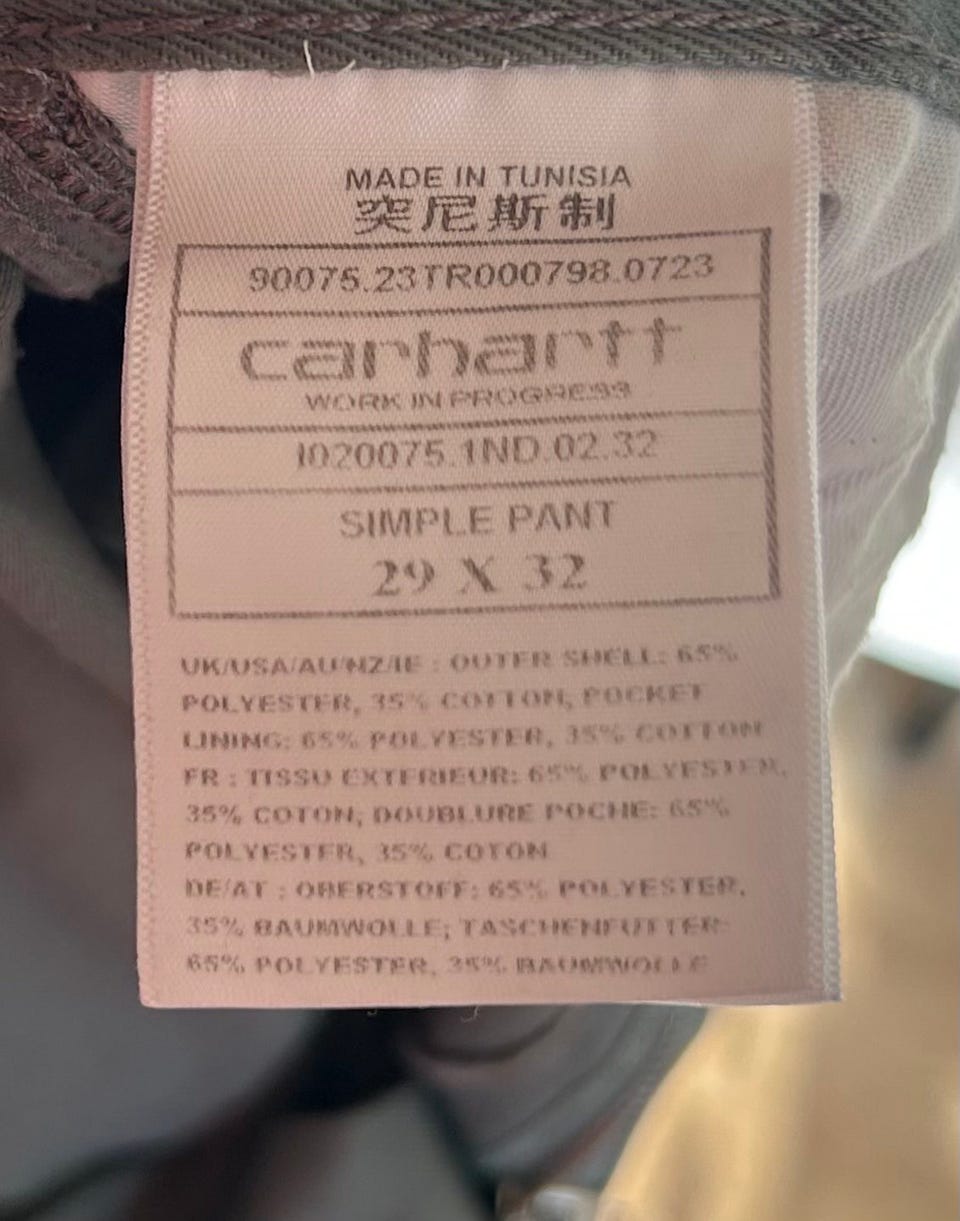 MADE IN TUNISIA
突尼斯制
90075.23TR000798.0723
carhartt
WORK IN PROGRESS
I020075.1ND.02.32
SIMPLE PANT
29 X 32
UK/USA/AU/NZ/IE : OUTER SHELL: 65%
POLYESTER, 35% COTTON; POCKET
LINING: 65% POLYESTER, 35% COTTON
FR : TISSU EXTERIEUR: 65% POLYESTER,
35% COTON; DOUBLURE POCHE: 65%
POLYESTER, 35% COTON
DE/AT : OBERSTOFF: 65% POLYESTER,
35% BAUMWOLLE; TASCHENFUTTER:
65% POLYESTER, 35% BAUMWOLLE